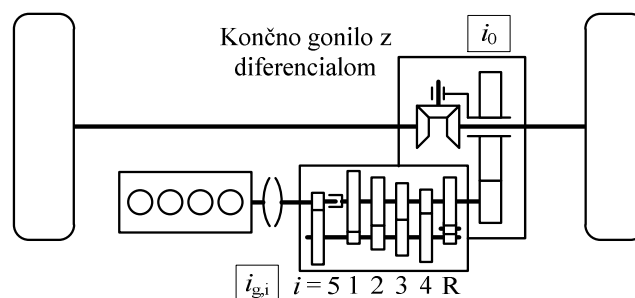 Končno gonilo z
diferencialom
i0
ig,i
i = 5 1 2 3 4 R